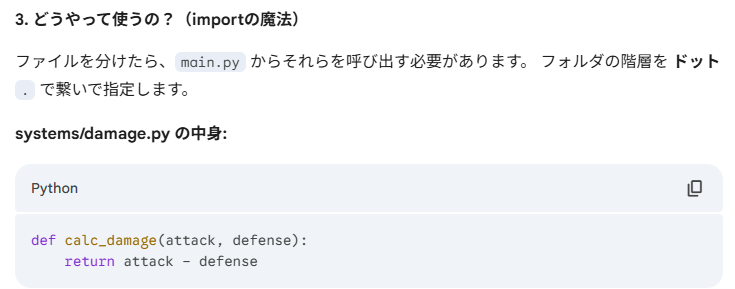 3. どうやって使うの？（importの魔法）
ファイルを分けたら、 main.py からそれらを呼び出す必要があります。 フォルダの階層を ドット
. で繋いで指定します。
systems/damage.py の中身:
Python
def calc_damage(attack, defense):
    return attack - defense